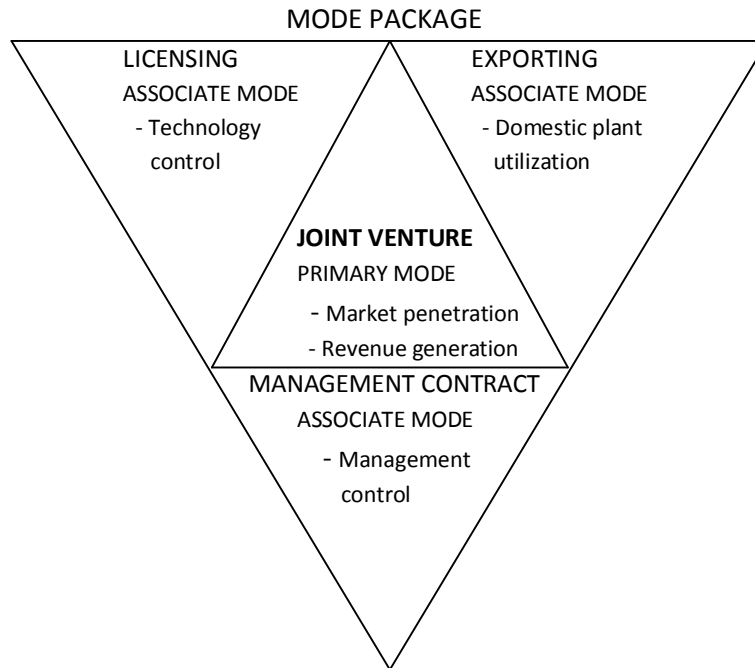 MODE PACKAGE
LICENSING
ASSOCIATE MODE
- Technology
control
EXPORTING
ASSOCIATE MODE
- Domestic plant
utilization
JOINT VENTURE
PRIMARY MODE
- Market penetration
- Revenue generation
MANAGEMENT CONTRACT
ASSOCIATE MODE
- Management
control